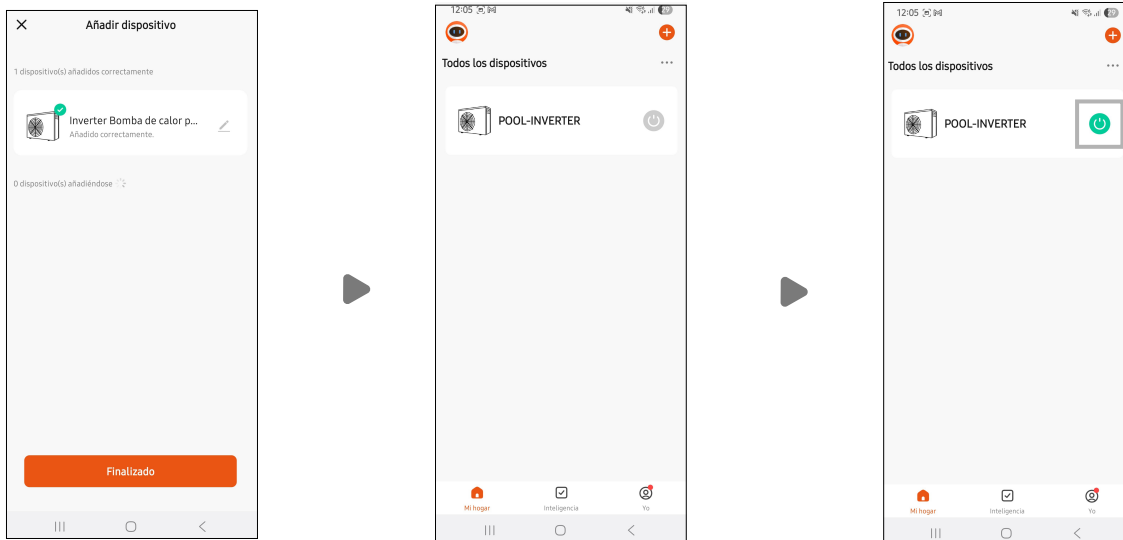 Añadir dispositivo
1 dispositivo(s) añadidos correctamente
Inverter Bomba de calor p...
Añadido correctamente.
0 dispositivo(s) añadiéndose
Finalizado
12:05
29
Todos los dispositivos
POOL-INVERTER
Mi hogar
Inteligencia
Yo
12:05
29
Todos los dispositivos
POOL-INVERTER
Mi hogar
Inteligencia
Yo